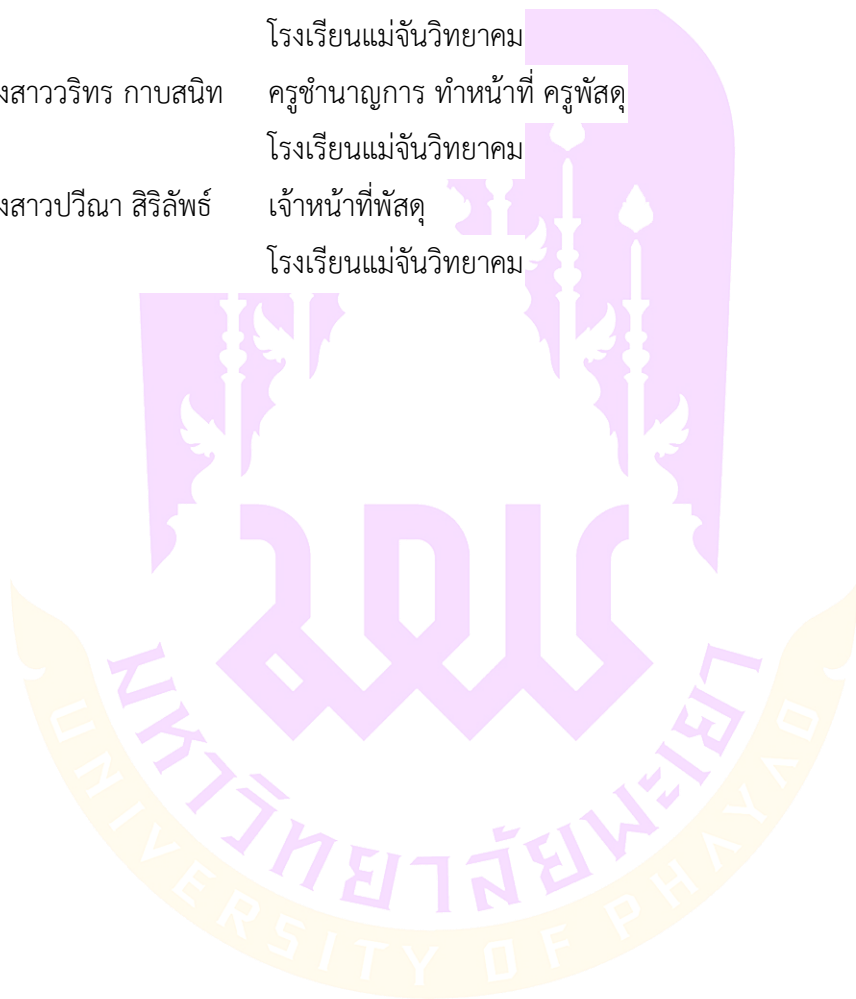 โรงเรียนแม่จันวิทยาคม
งสาววริทร กาบสนิท ครูชำนาญการ ทำหน้าที่ ครูพัสดุ
โรงเรียนแม่จันวิทยาคม
งสาวปวีณา สิริลัพธ์ เจ้าหน้าที่พัสดุ
โรงเรียนแม่จันวิทยาคม
มหาวิทยาลัยพะเยา
UNIVERSITY OF PHAYAO